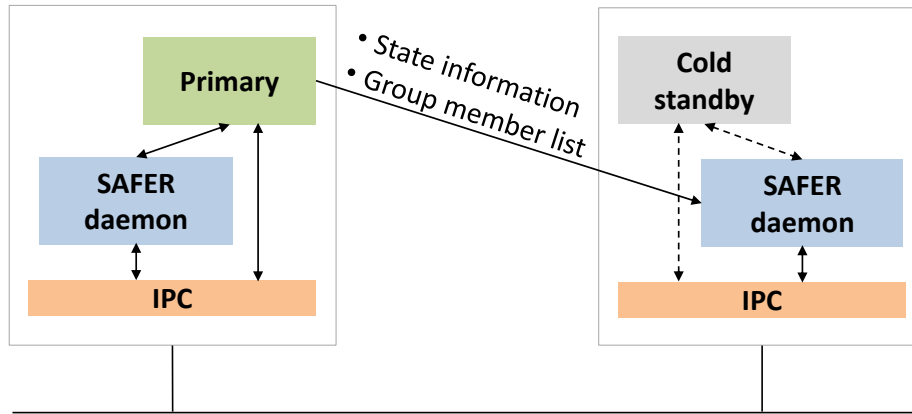 Primary
SAFER
daemon
IPC
• State information
• Group member list
Cold
standby
SAFER
daemon
IPC